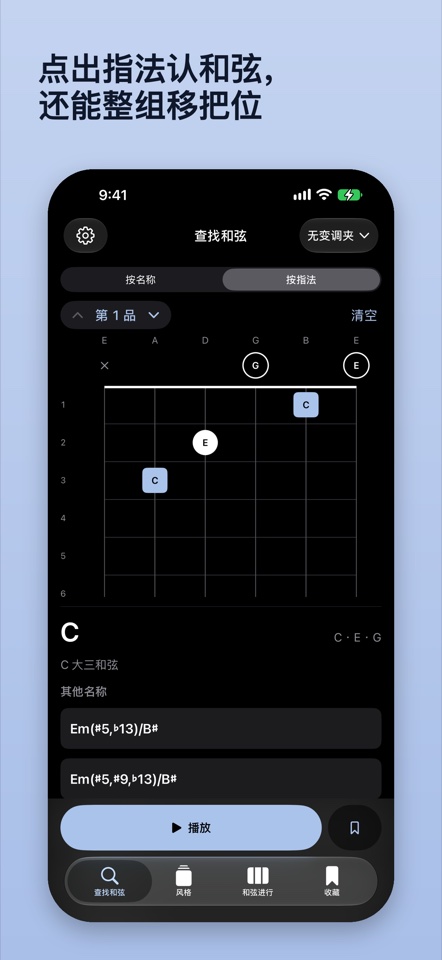 点出指法认和弦，
还能整组移把位
9:41
查找和弦
无变调夹
按名称
按指法
第 1 品
清空
E A D G B E
× G E
1 C
2 E
3 C
4
5
6
C
C · E · G
C 大三和弦
其他名称
Em(♯5,♭13)/B♯
Em(♯5,♯9,♭13)/B♯
播放
查找和弦 风格 和弦进行 收藏